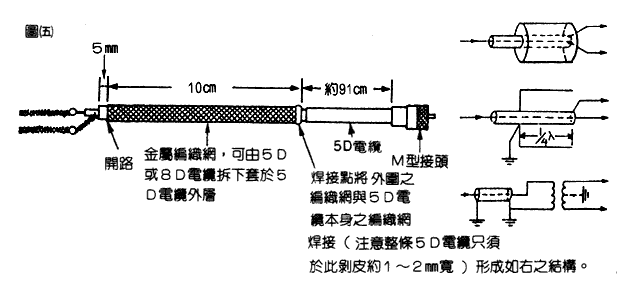 圖㈤
5mm
10cm
約91cm
開路
金屬編織網,可由5D
或8D電纜拆下套於5
D電纜外層
5D電纜
M型接頭
焊接點將外圍之
編織網與5D電
纜本身之編織網
焊接(注意整條5D電纜只須
於此剝皮約1～2mm寬)形成如右之結構。
1/4λ